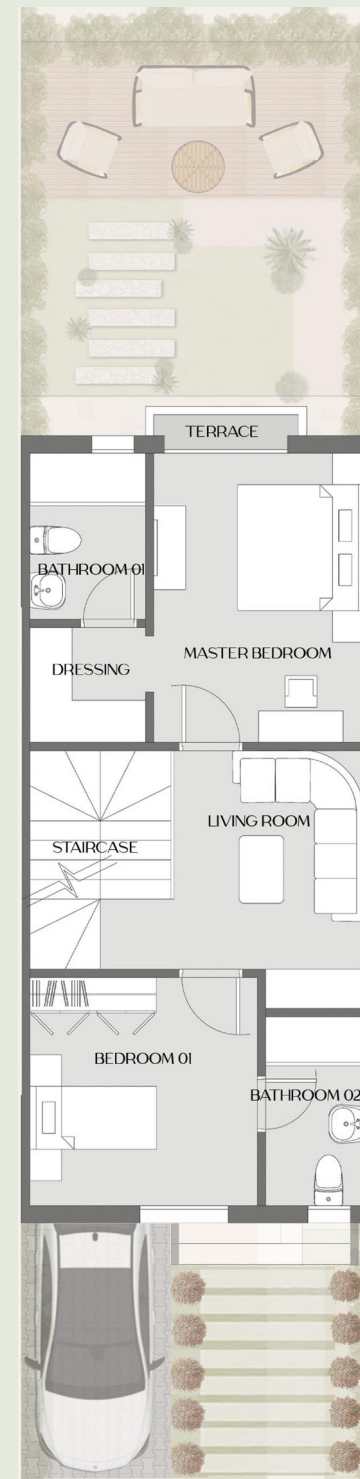 TERRACE
BATHROOM 01
MASTER BEDROOM
DRESSING
LIVING ROOM
STAIRCASE
BEDROOM 01
BATHROOM 02